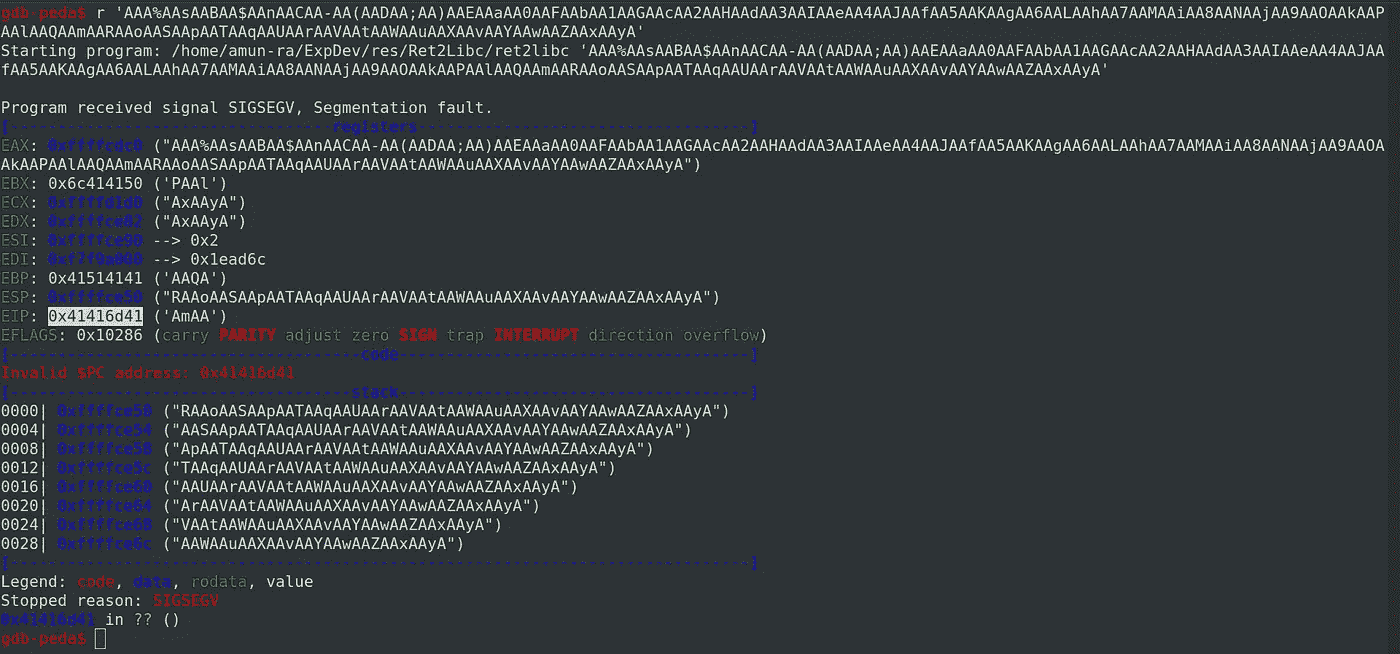 gdb-peda$ r 'AAA%AAsAABAA$AAnAACAA-AA(AADAA;AA)AAEAAaAA0AAFAAbAA1AAGAAcAA2AAHAAdAA3AAIAAeAA4AAJAAfAA5AAKAAgAA6AALAAhAA7AAMAAiAA8AANAAjAA9AAOAAkAAP
AAlAAQAAmAARAAoAASAApAATAAqAAUAArAAVAAtAAWAAuAAXAAvAAYAAwAAZAAxAAyA'
Starting program: /home/amun-ra/ExpDev/res/Ret2Libc/ret2libc 'AAA%AAsAABAA$AAnAACAA-AA(AADAA;AA)AAEAAaAA0AAFAAbAA1AAGAAcAA2AAHAAdAA3AAIAAeAA4AAJAA
fAA5AAKAAgAA6AALAAhAA7AAMAAiAA8AANAAjAA9AAOAAkAAPAAlAAQAAmAARAAoAASAApAATAAqAAUAArAAVAAtAAWAAuAAXAAvAAYAAwAAZAAxAAyA'
Program received signal SIGSEGV, Segmentation fault.
[----------------------------------registers-----------------------------------]
EAX: 0xffffcdc0 ("AAA%AAsAABAA$AAnAACAA-AA(AADAA;AA)AAEAAaAA0AAFAAbAA1AAGAAcAA2AAHAAdAA3AAIAAeAA4AAJAAfAA5AAKAAgAA6AALAAhAA7AAMAAiAA8AANAAjAA9AAOA
AkAAPAAlAAQAAmAARAAoAASAApAATAAqAAUAArAAVAAtAAWAAuAAXAAvAAYAAwAAZAAxAAyA")
EBX: 0x6c414150 ('PAAl')
ECX: 0xffffd1d0 ("AxAAyA")
EDX: 0xffffce82 ("AxAAyA")
ESI: 0xffffce90 --> 0x2
EDI: 0xf7f9a000 --> 0x1ead6c
EBP: 0x41514141 ('AAQA')
ESP: 0xffffce50 ("RAAoAASAApAATAAqAAUAArAAVAAtAAWAAuAAXAAvAAYAAwAAZAAxAAyA")
EIP: 0x41416d41 ('AmAA')
EFLAGS: 0x10286 (carry PARITY adjust zero SIGN trap INTERRUPT direction overflow)
[-------------------------------------code-------------------------------------]
Invalid $PC address: 0x41416d41
[------------------------------------stack-------------------------------------]
0000| 0xffffce50 ("RAAoAASAApAATAAqAAUAArAAVAAtAAWAAuAAXAAvAAYAAwAAZAAxAAyA")
0004| 0xffffce54 ("AASAApAATAAqAAUAArAAVAAtAAWAAuAAXAAvAAYAAwAAZAAxAAyA")
0008| 0xffffce58 ("ApAATAAqAAUAArAAVAAtAAWAAuAAXAAvAAYAAwAAZAAxAAyA")
0012| 0xffffce5c ("TAAqAAUAArAAVAAtAAWAAuAAXAAvAAYAAwAAZAAxAAyA")
0016| 0xffffce60 ("AAUAArAAVAAtAAWAAuAAXAAvAAYAAwAAZAAxAAyA")
0020| 0xffffce64 ("ArAAVAAtAAWAAuAAXAAvAAYAAwAAZAAxAAyA")
0024| 0xffffce68 ("VAAtAAWAAuAAXAAvAAYAAwAAZAAxAAyA")
0028| 0xffffce6c ("AAWAAuAAXAAvAAYAAwAAZAAxAAyA")
[------------------------------------------------------------------------------]
Legend: code, data, rodata, value
Stopped reason: SIGSEGV
0x41416d41 in ?? ()
gdb-peda$